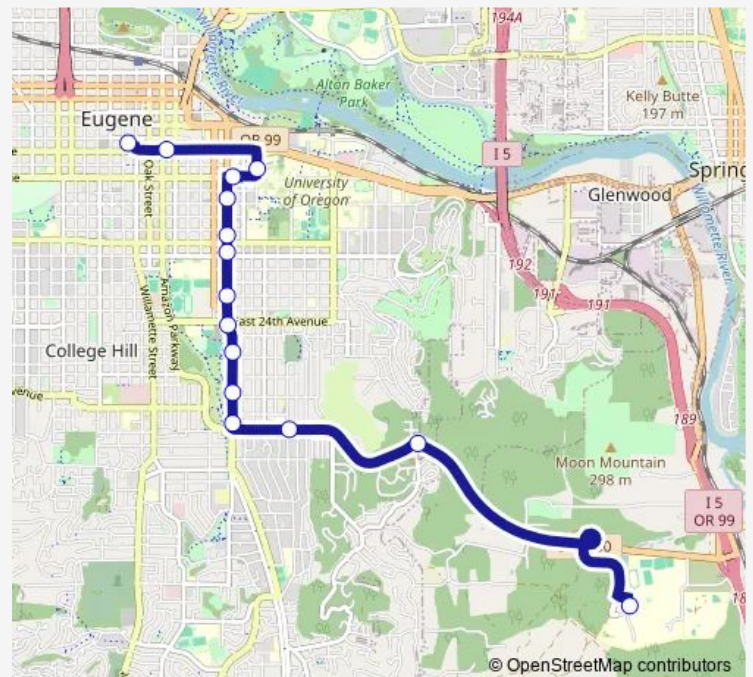 194A
Alton Baker
Park
Kelly Butte
197 m
Eugene
OR 99
I 5
Oak Street
University
of Oregon
Glenwood
Willamette River
192
191
191
Amazon Parkway
Willamette Street
East 24th Avenue
College Hill
189
Moon Mountain
298 m
I 5
OR 99
© OpenStreetMap contributors